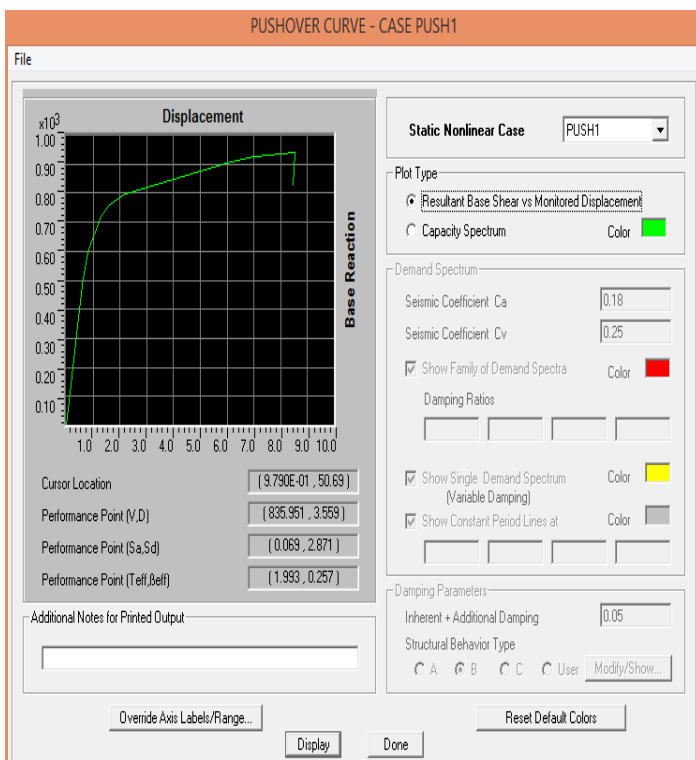 PUSHOVER CURVE - CASE PUSH1
File
Displacement
x10³
1.00
0.90
0.80
0.70
0.60
0.50
0.40
0.30
0.20
0.10
1.0 2.0 3.0 4.0 5.0 6.0 7.0 8.0 9.0 10.0
Base Reaction
Cursor Location ( 9.790E-01 , 50.69 )
Performance Point (V,D) ( 835.951 , 3.559 )
Performance Point (Sa,Sd) ( 0.069 , 2.871 )
Performance Point (Teff,βeff) ( 1.993 , 0.257 )
Additional Notes for Printed Output
Override Axis Labels/Range...
Static Nonlinear Case PUSH1
Plot Type
Resultant Base Shear vs Monitored Displacement
Capacity Spectrum Color
Demand Spectrum
Seismic Coefficient Ca 0.18
Seismic Coefficient Cv 0.25
Show Family of Demand Spectra Color
Damping Ratios
Show Single Demand Spectrum Color
(Variable Damping)
Show Constant Period Lines at Color
Damping Parameters
Inherent + Additional Damping 0.05
Structural Behavior Type
A B C User Modify/Show...
Reset Default Colors
Display Done